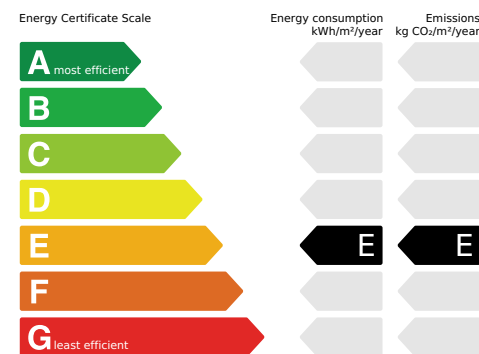 Energy Certificate Scale
Energy consumption
kWh/m²/year
Emissions
kg CO₂/m²/year
A most efficient
B
C
D
E E E
F
G least efficient